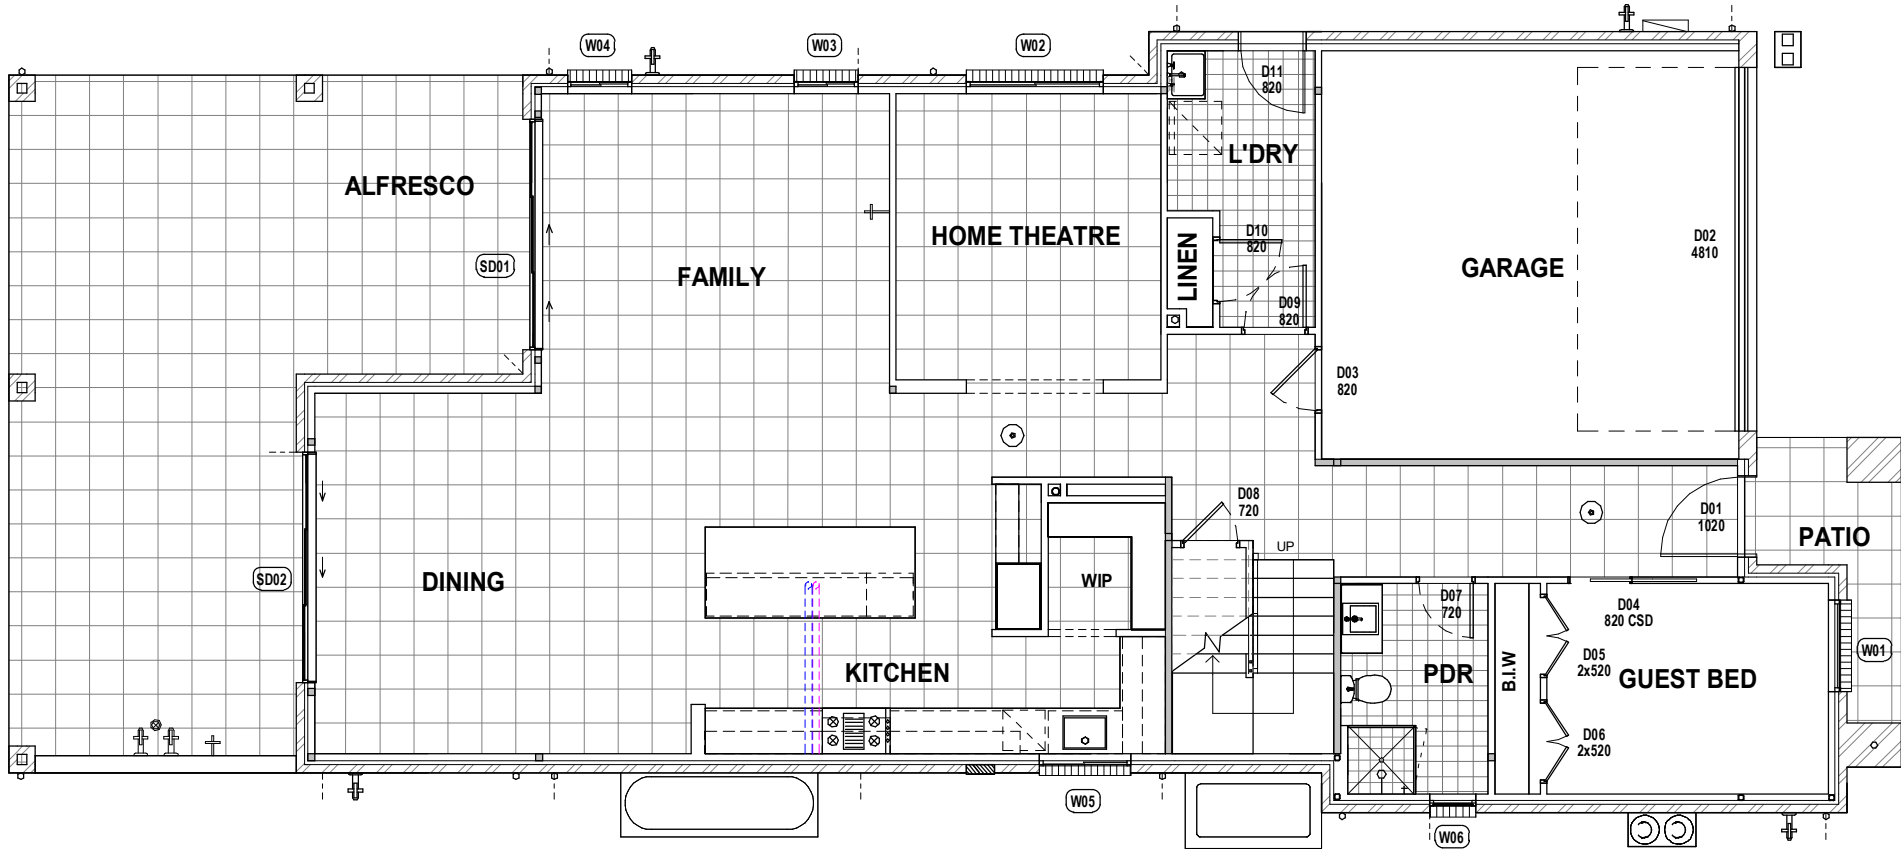 W04
W03
W02
D11
820
L'DRY
ALFRESCO
HOME THEATRE
D10
820
D02
4810
LINEN
SD01
FAMILY
GARAGE
D09
820
D03
820
D08
720
D01
1020
PATIO
UP
SD02
DINING
WIP
D07
720
D04
820 CSD
KITCHEN
PDR
B.I.W
D05
2x520
GUEST BED
W01
D06
2x520
W05
W06